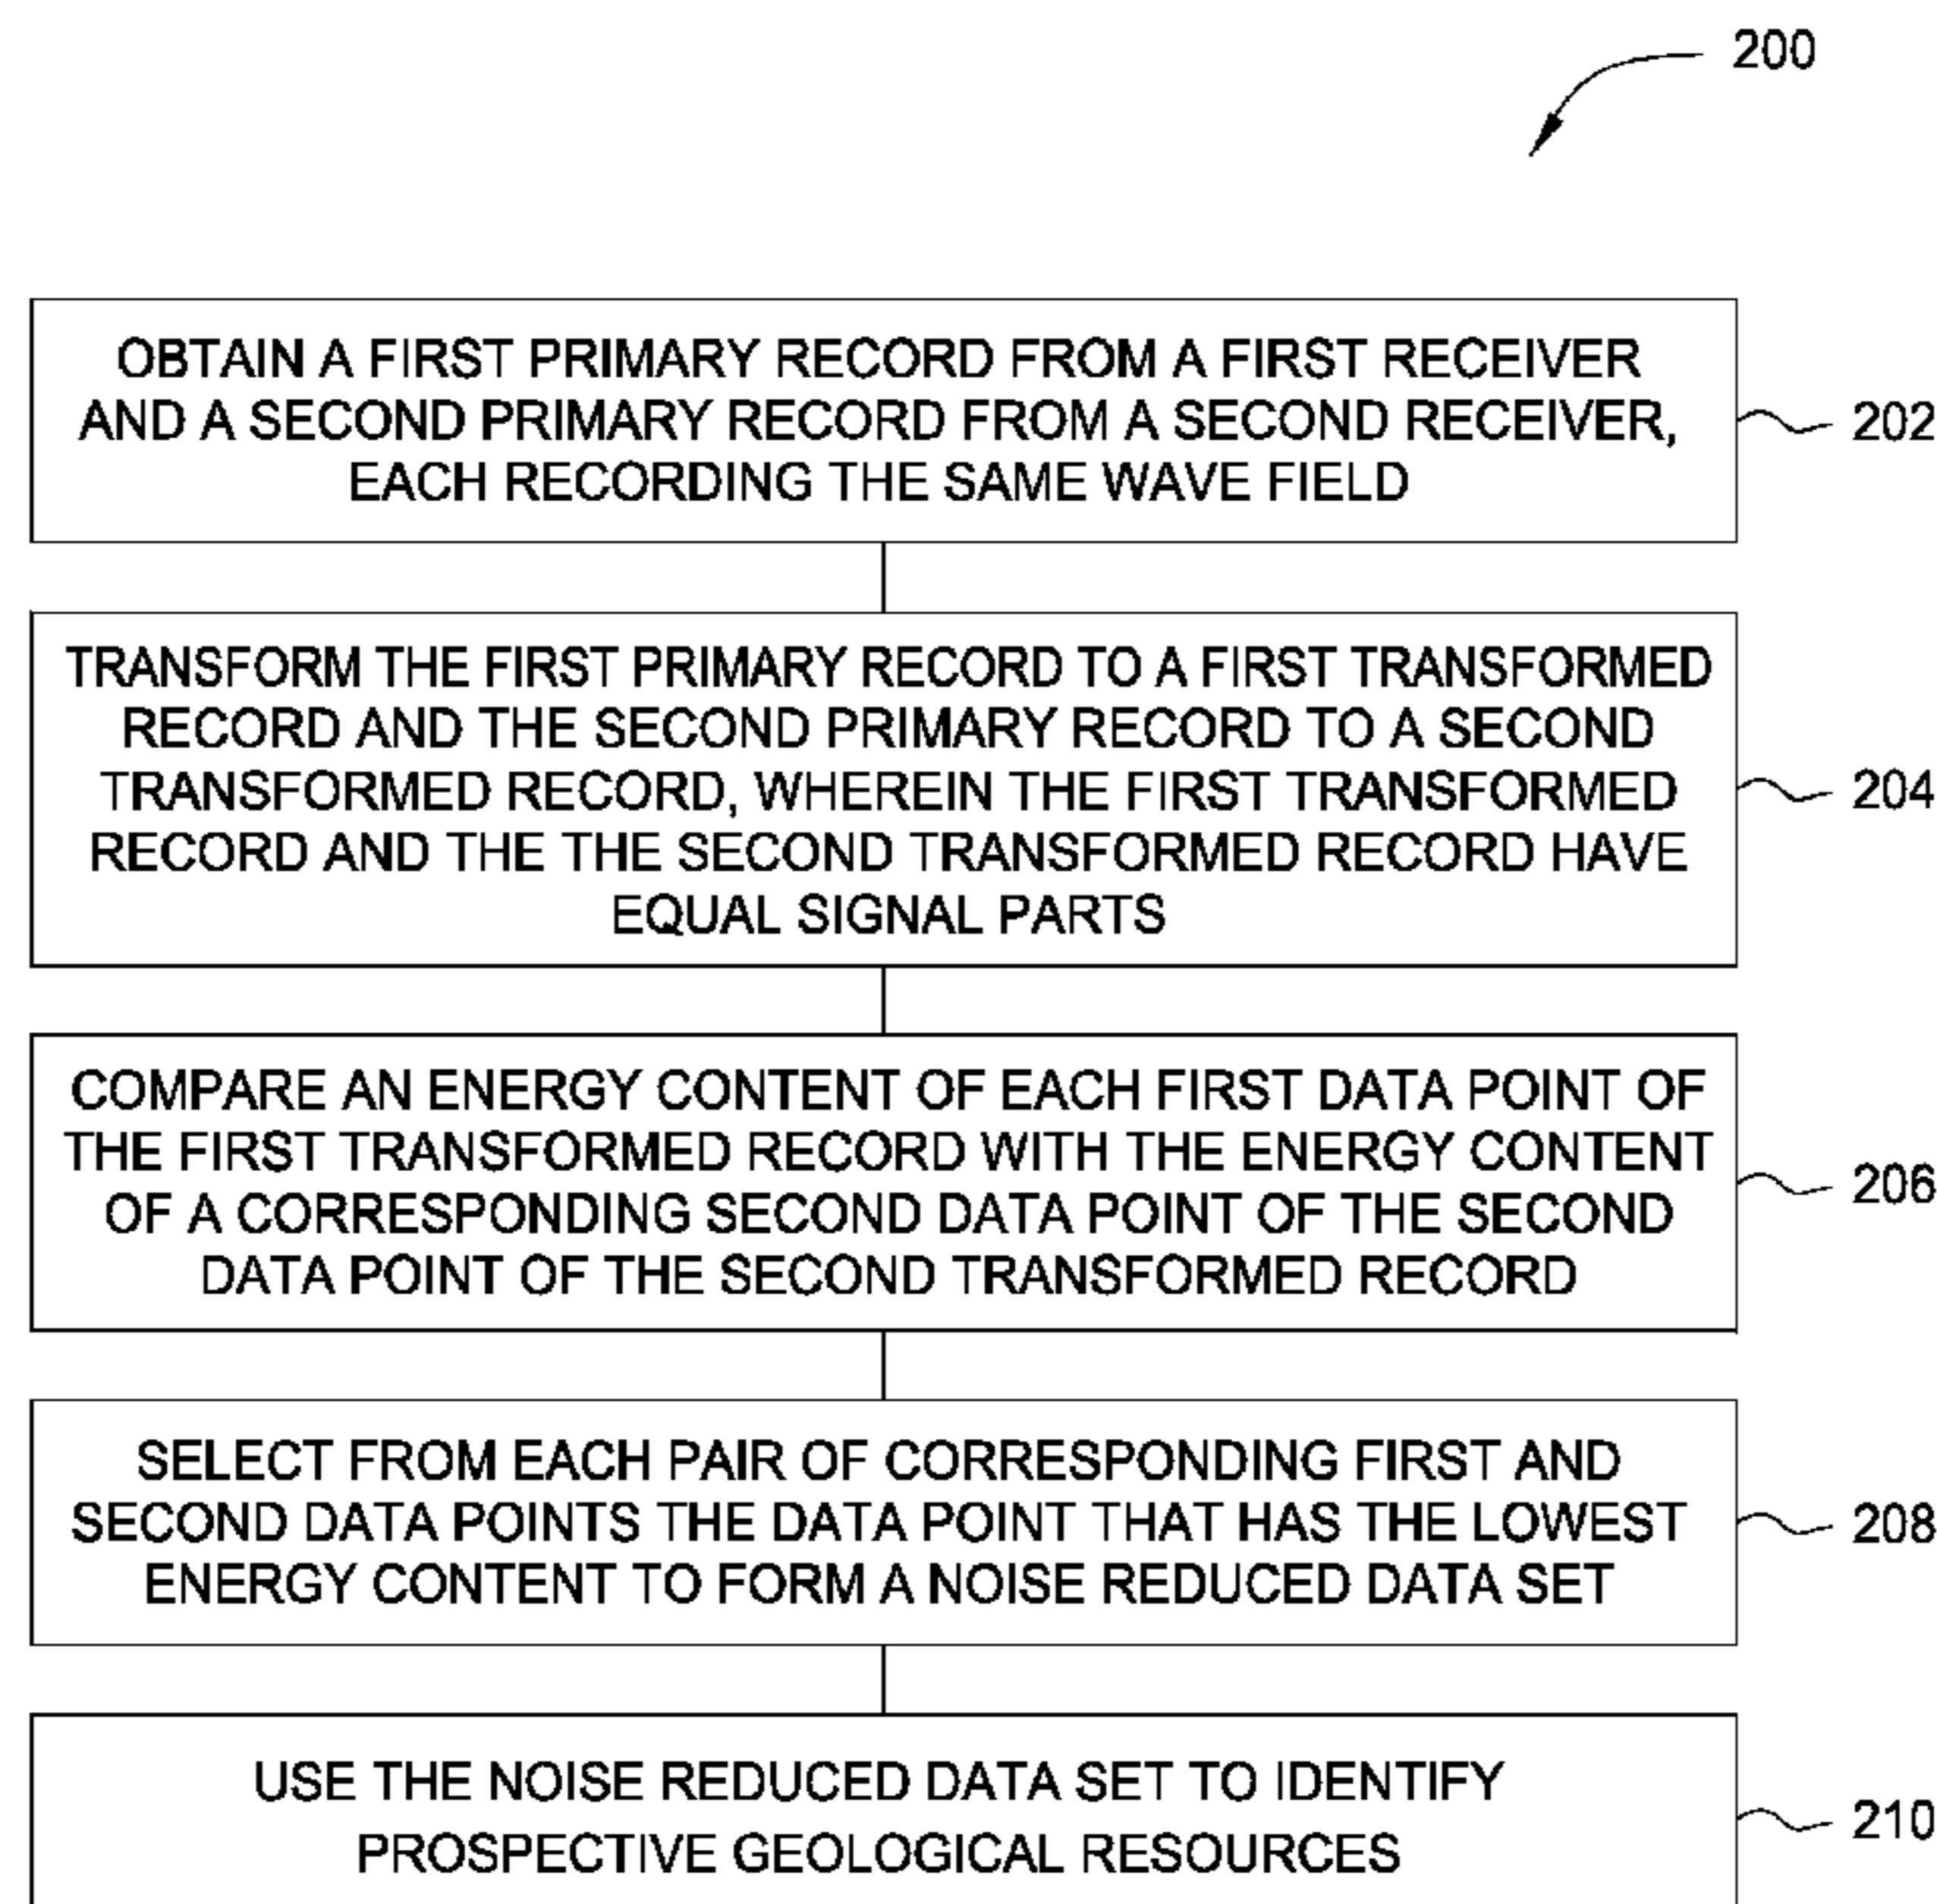 200
OBTAIN A FIRST PRIMARY RECORD FROM A FIRST RECEIVER
AND A SECOND PRIMARY RECORD FROM A SECOND RECEIVER,
EACH RECORDING THE SAME WAVE FIELD
202
TRANSFORM THE FIRST PRIMARY RECORD TO A FIRST TRANSFORMED
RECORD AND THE SECOND PRIMARY RECORD TO A SECOND
TRANSFORMED RECORD, WHEREIN THE FIRST TRANSFORMED
RECORD AND THE THE SECOND TRANSFORMED RECORD HAVE
EQUAL SIGNAL PARTS
204
COMPARE AN ENERGY CONTENT OF EACH FIRST DATA POINT OF
THE FIRST TRANSFORMED RECORD WITH THE ENERGY CONTENT
OF A CORRESPONDING SECOND DATA POINT OF THE SECOND
DATA POINT OF THE SECOND TRANSFORMED RECORD
206
SELECT FROM EACH PAIR OF CORRESPONDING FIRST AND
SECOND DATA POINTS THE DATA POINT THAT HAS THE LOWEST
ENERGY CONTENT TO FORM A NOISE REDUCED DATA SET
208
USE THE NOISE REDUCED DATA SET TO IDENTIFY
PROSPECTIVE GEOLOGICAL RESOURCES
210